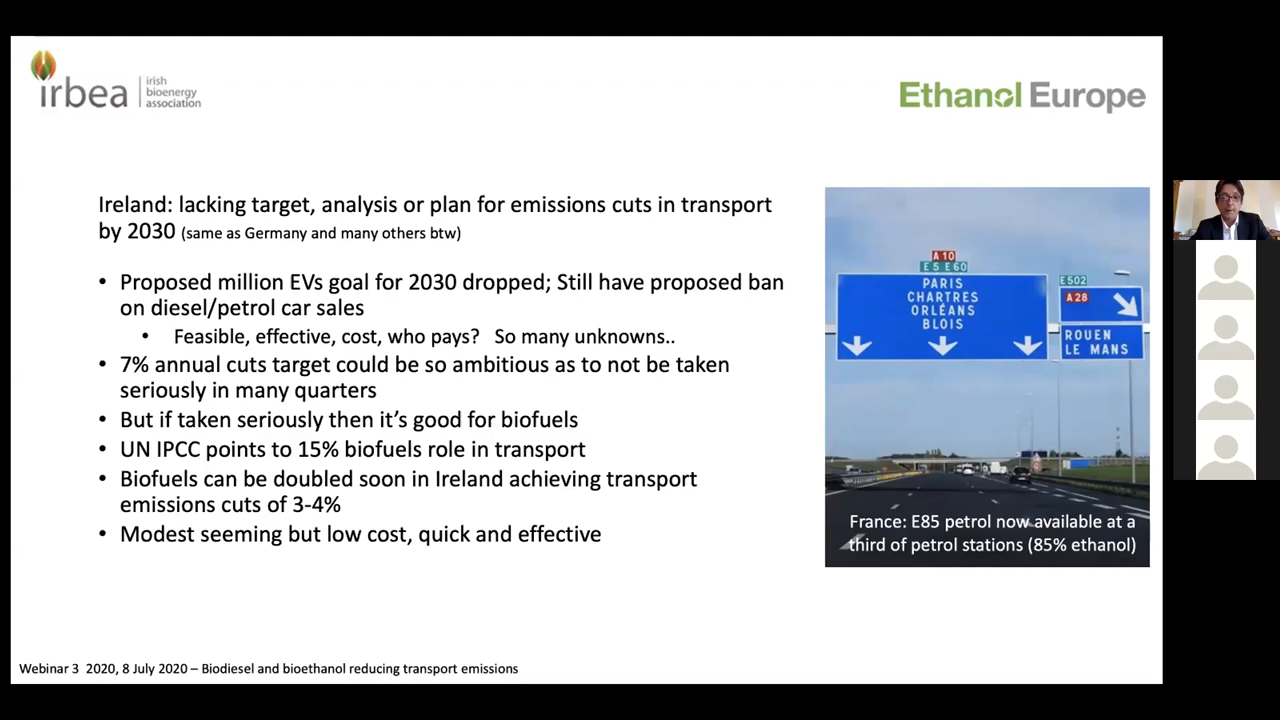 irbea
irish
bioenergy
association
Ethanol Europe
Ireland: lacking target, analysis or plan for emissions cuts in transport
by 2030 (same as Germany and many others btw)
• Proposed million EVs goal for 2030 dropped; Still have proposed ban
on diesel/petrol car sales
• Feasible, effective, cost, who pays? So many unknowns..
• 7% annual cuts target could be so ambitious as to not be taken
seriously in many quarters
• But if taken seriously then it’s good for biofuels
• UN IPCC points to 15% biofuels role in transport
• Biofuels can be doubled soon in Ireland achieving transport
emissions cuts of 3-4%
• Modest seeming but low cost, quick and effective
A 10
E 5 E 60
PARIS
CHARTRES
ORLÉANS
BLOIS
E 502
A 28
ROUEN
LE MANS
France: E85 petrol now available at a
third of petrol stations (85% ethanol)
Webinar 3 2020, 8 July 2020 – Biodiesel and bioethanol reducing transport emissions